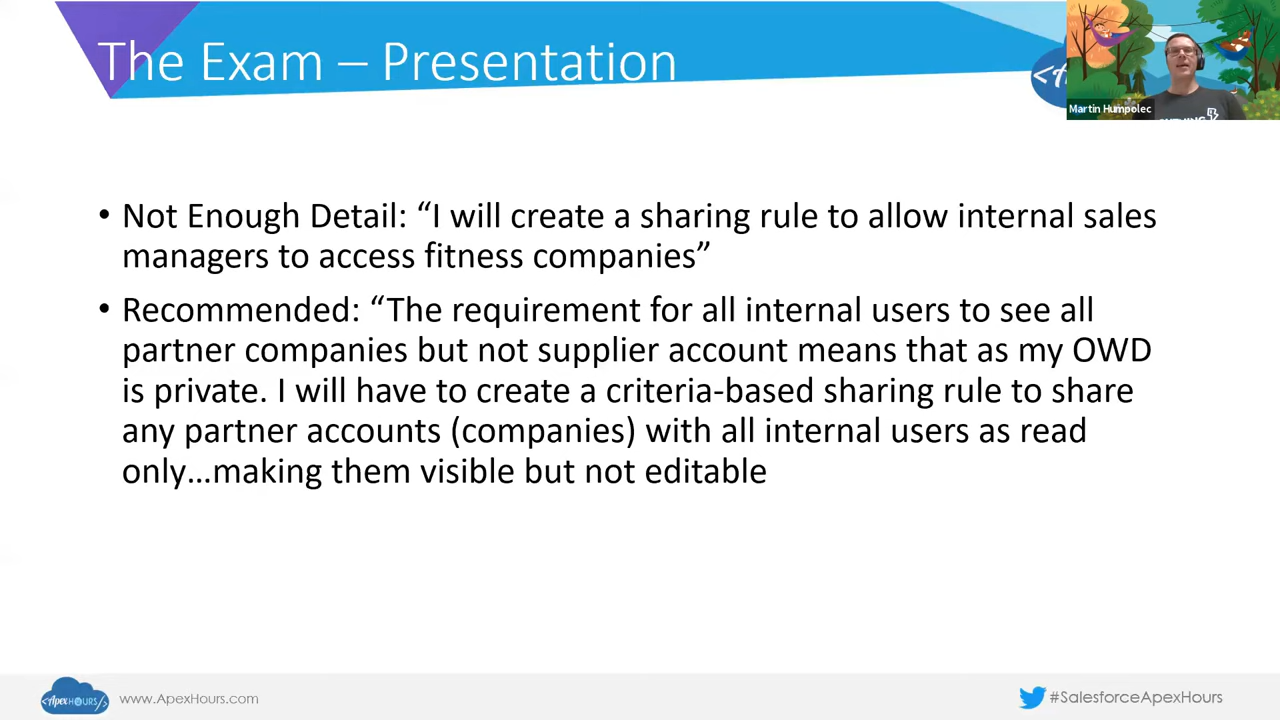 The Exam – Presentation
Martin Humpolec
• Not Enough Detail: “I will create a sharing rule to allow internal sales
managers to access fitness companies”
• Recommended: “The requirement for all internal users to see all
partner companies but not supplier account means that as my OWD
is private. I will have to create a criteria-based sharing rule to share
any partner accounts (companies) with all internal users as read
only…making them visible but not editable
<ApexHOURS/>
www.ApexHours.com
#SalesforceApexHours